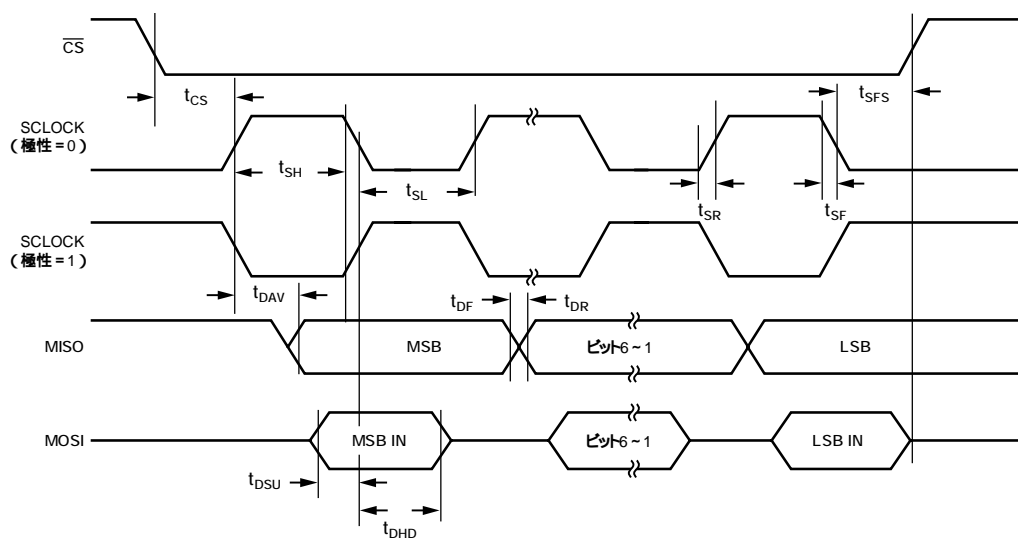 CS
tCS
tSFS
SCLOCK
(極性=0)
tSH
tSL
tSR
tSF
SCLOCK
(極性=1)
tDAV
tDF
tDR
MISO
MSB
ビット6~1
LSB
MOSI
MSB IN
ビット6~1
LSB IN
tDSU
tDHD